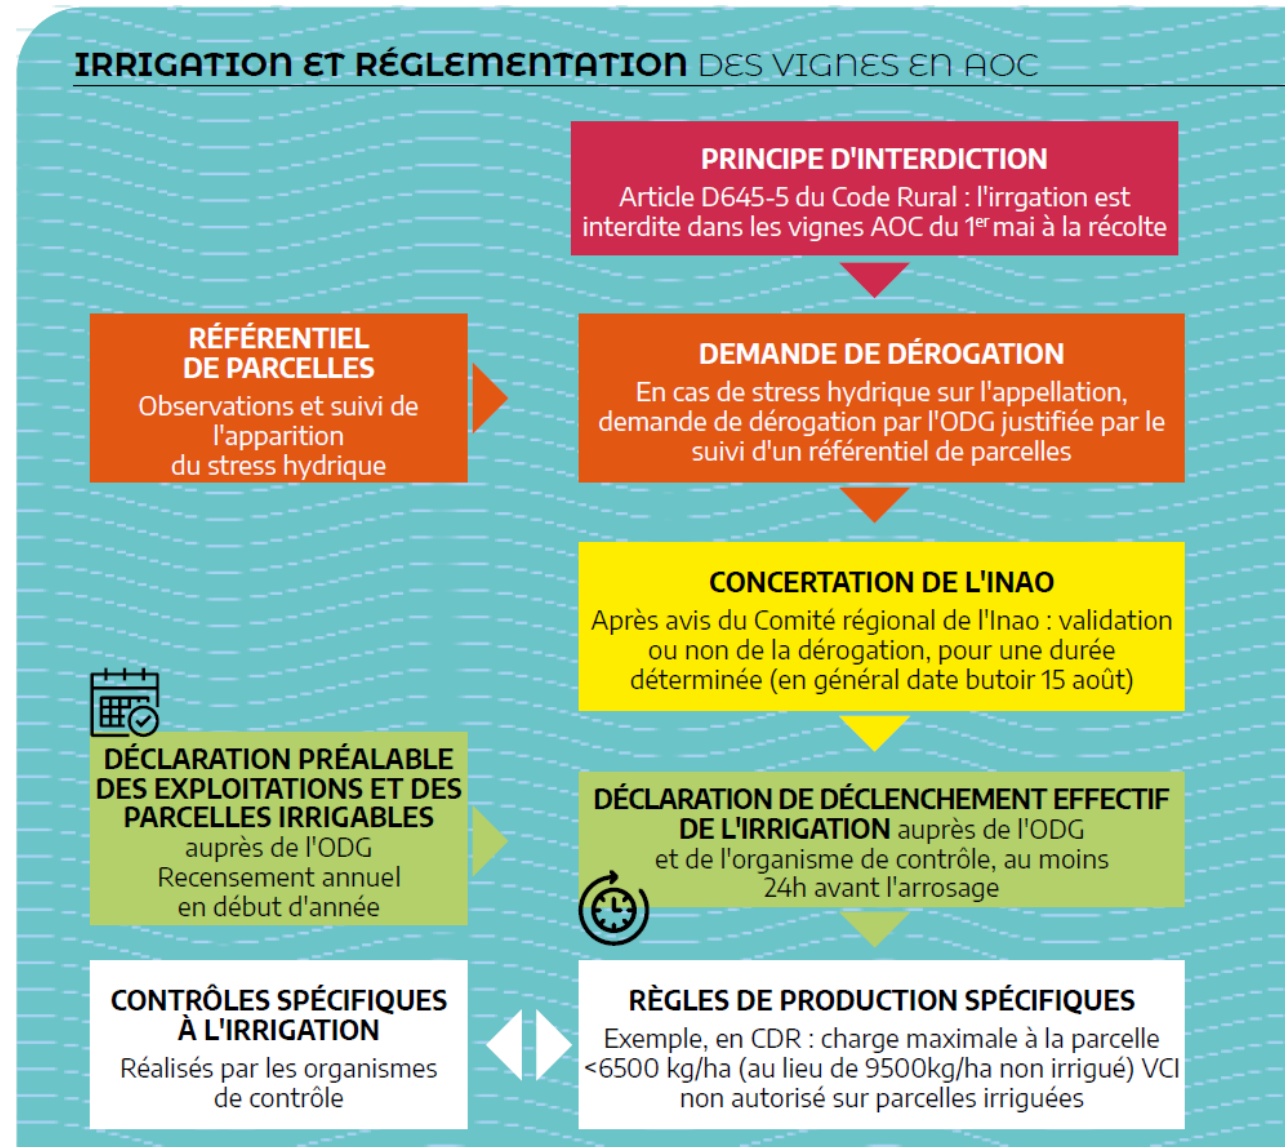 IRRIGATION ET RÉGLEMENTATION DES VIGNES EN AOC
PRINCIPE D'INTERDICTION
Article D645-5 du Code Rural : l'irrgation est
interdite dans les vignes AOC du 1er mai à la récolte
RÉFÉRENTIEL
DE PARCELLES
Observations et suivi de
l'apparition
du stress hydrique
DEMANDE DE DÉROGATION
En cas de stress hydrique sur l'appellation,
demande de dérogation par l'ODG justifiée par le
suivi d'un référentiel de parcelles
CONCERTATION DE L'INAO
Après avis du Comité régional de l'Inao : validation
ou non de la dérogation, pour une durée
déterminée (en général date butoir 15 août)
DÉCLARATION PRÉALABLE
DES EXPLOITATIONS ET DES
PARCELLES IRRIGABLES
auprès de l'ODG
Recensement annuel
en début d'année
DÉCLARATION DE DÉCLENCHEMENT EFFECTIF
DE L'IRRIGATION auprès de l'ODG
et de l'organisme de contrôle, au moins
24h avant l'arrosage
CONTRÔLES SPÉCIFIQUES
À L'IRRIGATION
Réalisés par les organismes
de contrôle
RÈGLES DE PRODUCTION SPÉCIFIQUES
Exemple, en CDR : charge maximale à la parcelle
<6500 kg/ha (au lieu de 9500kg/ha non irrigué) VCI
non autorisé sur parcelles irriguées